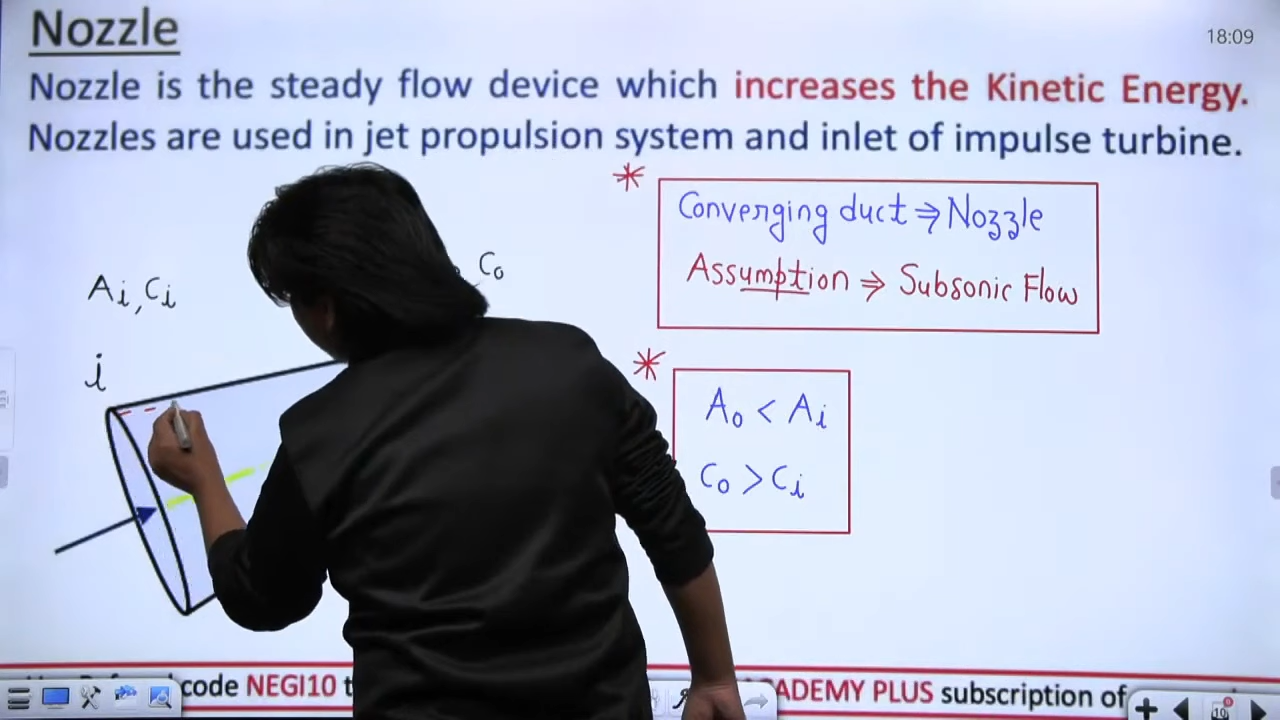 Nozzle
18:09
Nozzle is the steady flow device which increases the Kinetic Energy.
Nozzles are used in jet propulsion system and inlet of impulse turbine.
*
Converging duct ⇒ Nozzle
Assumption ⇒ Subsonic Flow
Ai, Ci
Co
i
*
Ao < Ai
Co > Ci
code NEGI10
ADEMY PLUS subscription of
10